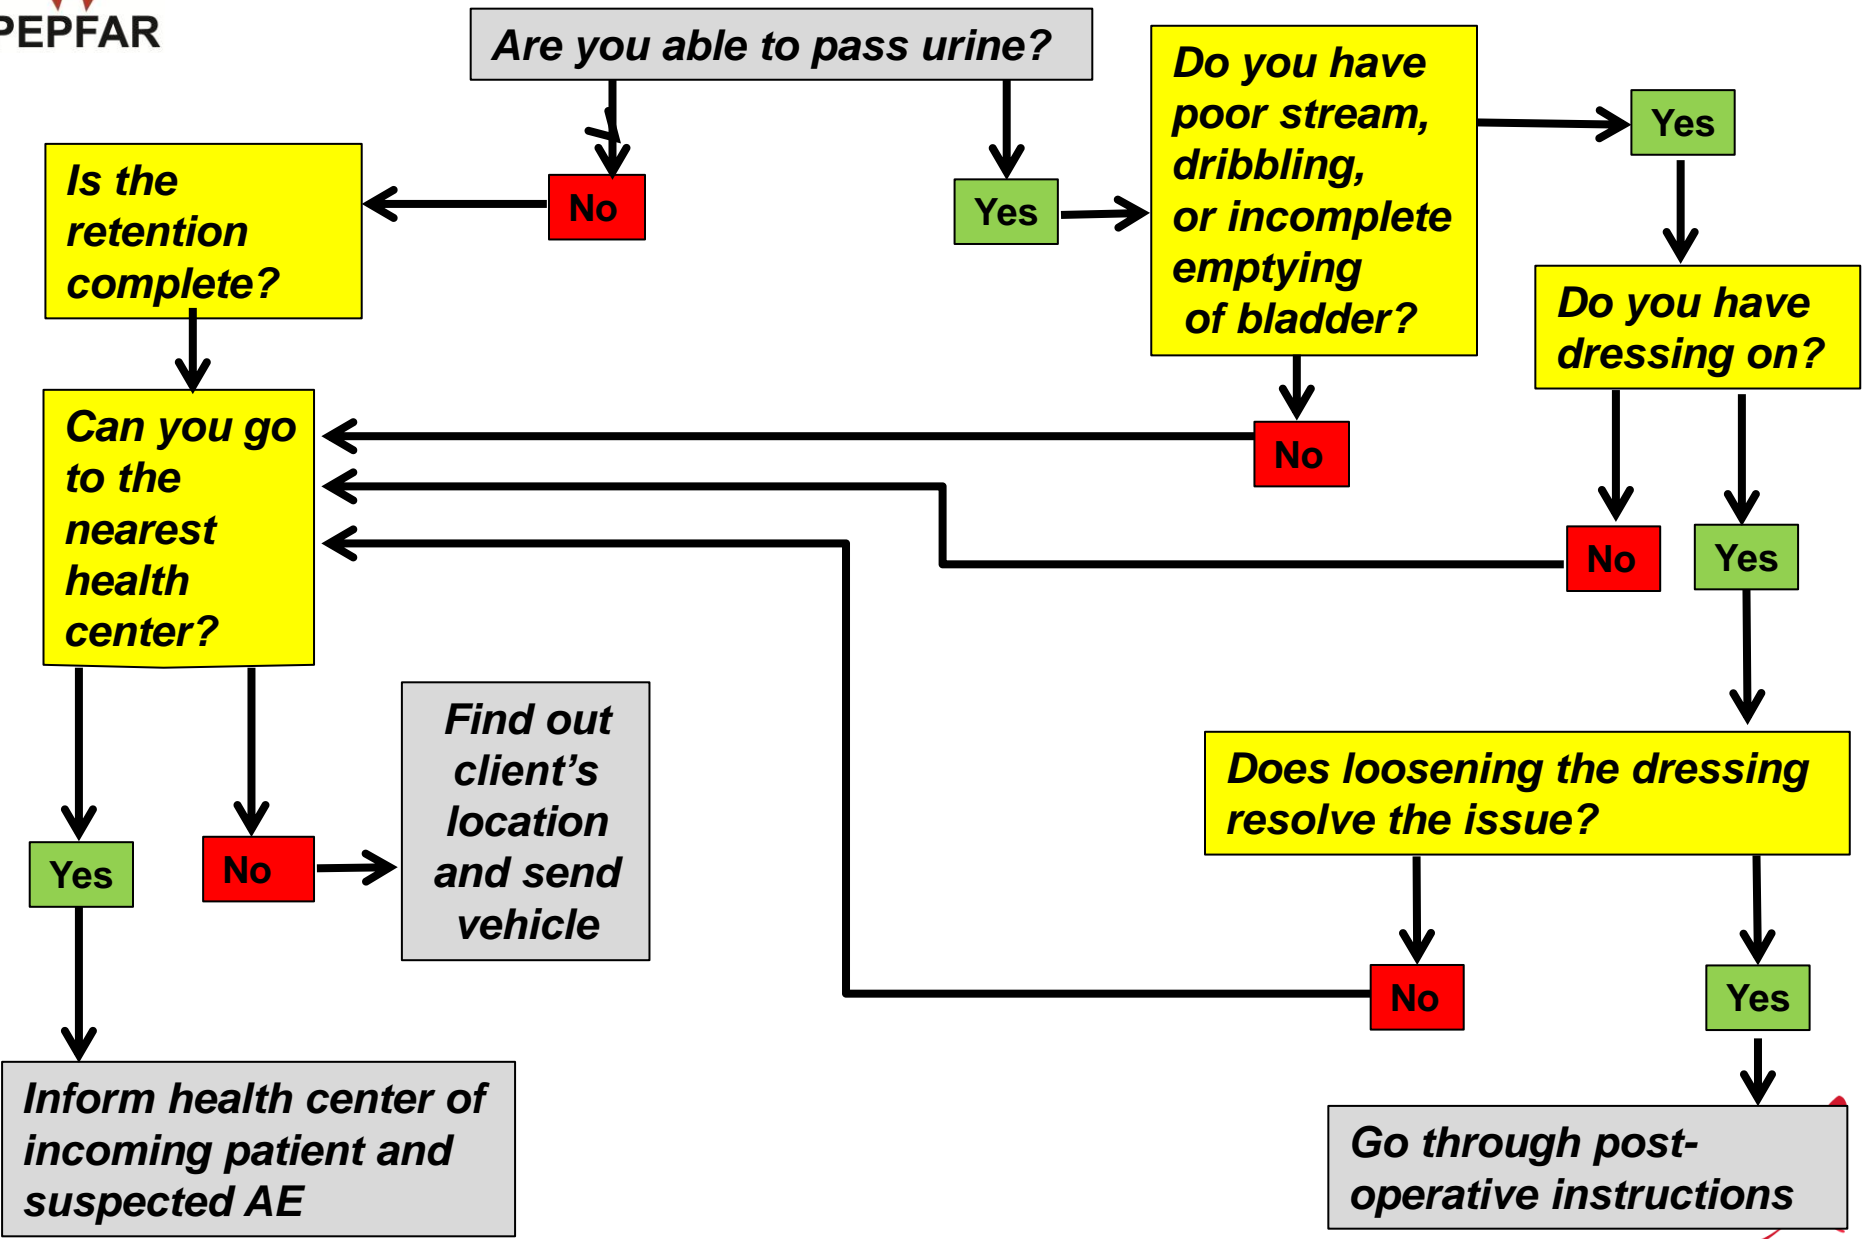 PEPFAR
Are you able to pass urine?
Do you have
poor stream,
dribbling,
or incomplete
emptying
of bladder?
Yes
Is the
retention
complete?
No
Yes
Do you have
dressing on?
Can you go
to the
nearest
health
center?
No
No
Yes
Find out
client’s
location
and send
vehicle
Does loosening the dressing
resolve the issue?
Yes
No
No
Yes
Inform health center of
incoming patient and
suspected AE
Go through post-
operative instructions